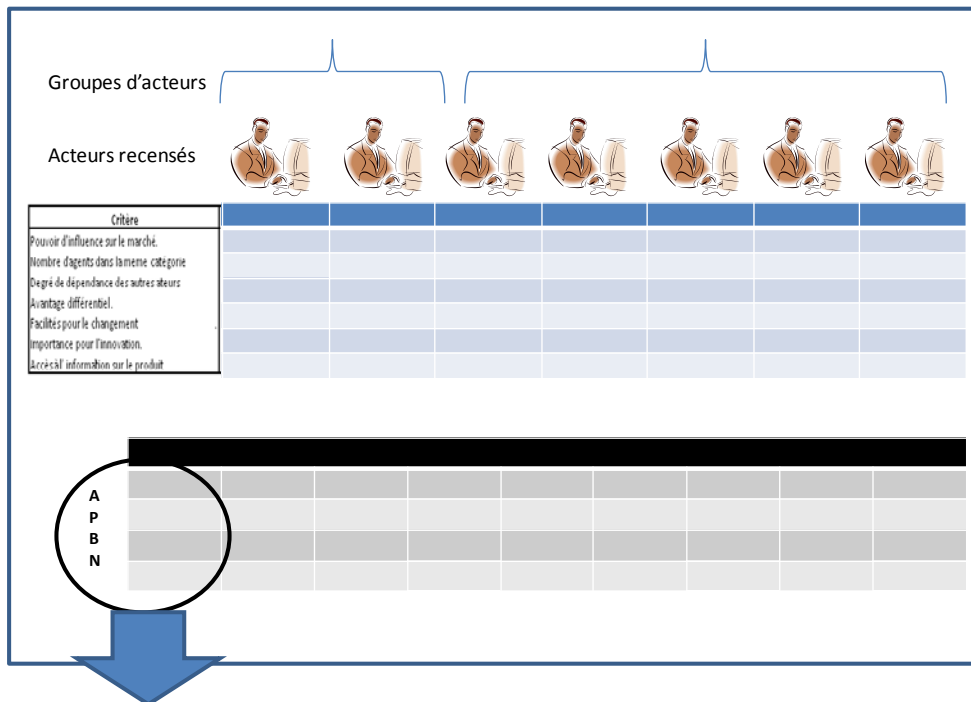 Groupes d'acteurs
Acteurs recensés
Critère
Pouvoir d'influence sur le marché.
Nombre d'agents dans la meme catégorie
Degré de dépendance des autres ateurs
Avantage différentiel.
Facilités pour le changement .
Importance pour l'innovation.
Accès à l' information sur le produit
A
P
B
N